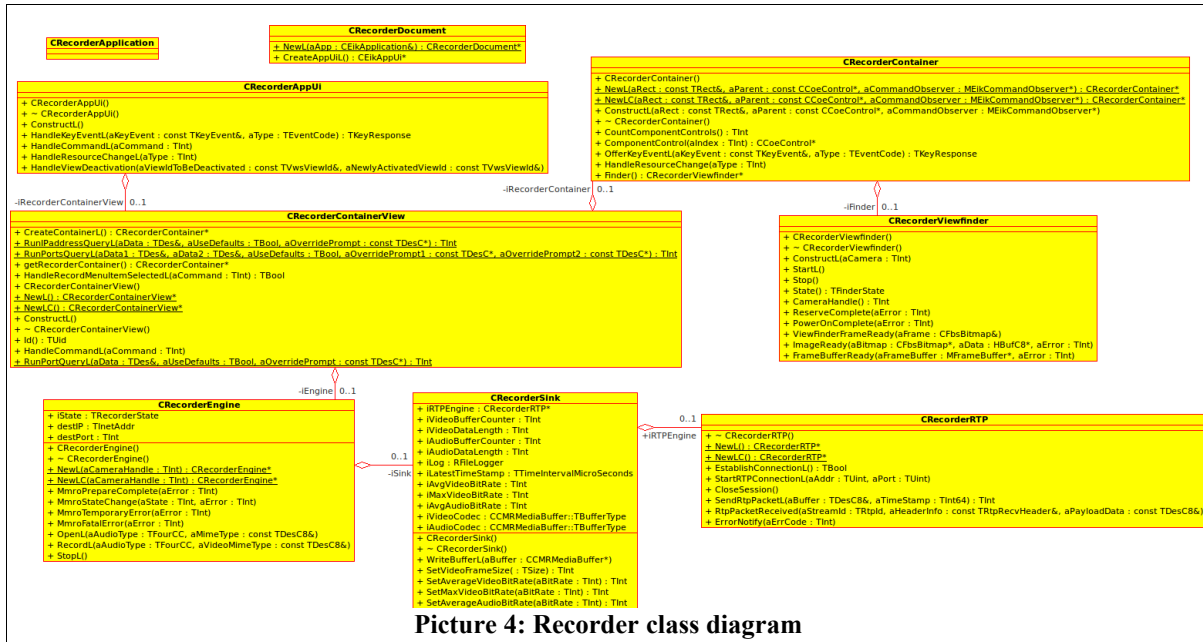 CRecorderApplication
CRecorderDocument
+ NewL(aApp : CEikApplication&) : CRecorderDocument*
+ CreateAppUiL() : CEikAppUi*
CRecorderAppUi
+ CRecorderAppUi()
+ ~ CRecorderAppUi()
+ ConstructL()
+ HandleKeyEventL(aKeyEvent : const TKeyEvent&, aType : TEventCode) : TKeyResponse
+ HandleCommandL(aCommand : TInt)
+ HandleResourceChangeL(aType : TInt)
+ HandleViewDeactivation(aViewIdToBeDeactivated : const TVwsViewId&, aNewlyActivatedViewId : const TVwsViewId&)
CRecorderContainer
+ CRecorderContainer()
+ NewL(aRect : const TRect&, aParent : const CCoeControl*, aCommandObserver : MEikCommandObserver*) : CRecorderContainer*
+ NewLC(aRect : const TRect&, aParent : const CCoeControl*, aCommandObserver : MEikCommandObserver*) : CRecorderContainer*
+ ConstructL(aRect : const TRect&, aParent : const CCoeControl*, aCommandObserver : MEikCommandObserver*)
+ ~ CRecorderContainer()
+ CountComponentControls() : TInt
+ ComponentControl(aIndex : TInt) : CCoeControl*
+ OfferKeyEventL(aKeyEvent : const TKeyEvent&, aType : TEventCode) : TKeyResponse
+ HandleResourceChange(aType : TInt)
+ Finder() : CRecorderViewfinder*
-iRecorderContainerView 0..1
-iRecorderContainer 0..1
-iFinder 0..1
CRecorderContainerView
+ CreateContainerL() : CRecorderContainer*
+ RunIPaddressQueryL(aData : TDes&, aUseDefaults : TBool, aOverridePrompt : const TDesC*) : TInt
+ RunPortsQueryL(aData1 : TDes&, aData2 : TDes&, aUseDefaults : TBool, aOverridePrompt1 : const TDesC*, aOverridePrompt2 : const TDesC*) : TInt
+ getRecorderContainer() : CRecorderContainer*
+ HandleRecordMenuItemSelectedL(aCommand : TInt) : TBool
+ CRecorderContainerView()
+ NewL() : CRecorderContainerView*
+ NewLC() : CRecorderContainerView*
+ ConstructL()
+ ~ CRecorderContainerView()
+ Id() : TUid
+ HandleCommandL(aCommand : TInt)
+ RunPortQueryL(aData : TDes&, aUseDefaults : TBool, aOverridePrompt : const TDesC*) : TInt
CRecorderViewfinder
+ CRecorderViewfinder()
+ ~ CRecorderViewfinder()
+ ConstructL(aCamera : TInt)
+ StartL()
+ Stop()
+ State() : TFinderState
+ CameraHandle() : TInt
+ ReserveComplete(aError : TInt)
+ PowerOnComplete(aError : TInt)
+ ViewFinderFrameReady(aFrame : CFbsBitmap&)
+ ImageReady(aBitmap : CFbsBitmap*, aData : HBufC8*, aError : TInt)
+ FrameBufferReady(aFrameBuffer : MFrameBuffer*, aError : TInt)
-iEngine 0..1
CRecorderEngine
+ iState : TRecorderState
+ destIP : TInetAddr
+ destPort : TInt
+ CRecorderEngine()
+ ~ CRecorderEngine()
+ NewL(aCameraHandle : TInt) : CRecorderEngine*
+ NewLC(aCameraHandle : TInt) : CRecorderEngine*
+ MmroPrepareComplete(aError : TInt)
+ MmroStateChange(aState : TInt, aError : TInt)
+ MmroTemporaryError(aError : TInt)
+ MmroFatalError(aError : TInt)
+ OpenL(aAudioType : TFourCC, aMimeType : const TDesC8&)
+ RecordL(aAudioType : TFourCC, aVideoMimeType : const TDesC8&)
+ StopL()
0..1
-iSink
CRecorderSink
+ iRTPEngine : CRecorderRTP*
+ iVideoBufferCounter : TInt
+ iVideoDataLength : TInt
+ iAudioBufferCounter : TInt
+ iAudioDataLength : TInt
+ iLog : RFileLogger
+ iLatestTimeStamp : TTimeIntervalMicroSeconds
+ iAvgVideoBitRate : TInt
+ iMaxVideoBitRate : TInt
+ iAvgAudioBitRate : TInt
+ iVideoCodec : CCMRMediaBuffer::TBufferType
+ iAudioCodec : CCMRMediaBuffer::TBufferType
+ CRecorderSink()
+ ~ CRecorderSink()
+ WriteBufferL(aBuffer : CCMRMediaBuffer*)
+ SetVideoFrameSize( : TSize) : TInt
+ SetAverageVideoBitRate(aBitRate : TInt) : TInt
+ SetMaxVideoBitRate(aBitRate : TInt) : TInt
+ SetAverageAudioBitRate(aBitRate : TInt) : TInt
0..1
+iRTPEngine
CRecorderRTP
+ ~ CRecorderRTP()
+ NewL() : CRecorderRTP*
+ NewLC() : CRecorderRTP*
+ EstablishConnectionL() : TBool
+ StartRTPConnectionL(aAddr : TUint, aPort : TUint)
+ CloseSession()
+ SendRtpPacketL(aBuffer : TDesC8&, aTimeStamp : TInt64) : TInt
+ RtpPacketReceived(aStreamId : TRtpId, aHeaderInfo : const TRtpRecvHeader&, aPayloadData : const TDesC8&)
+ ErrorNotify(aErrCode : TInt)
Picture 4: Recorder class diagram